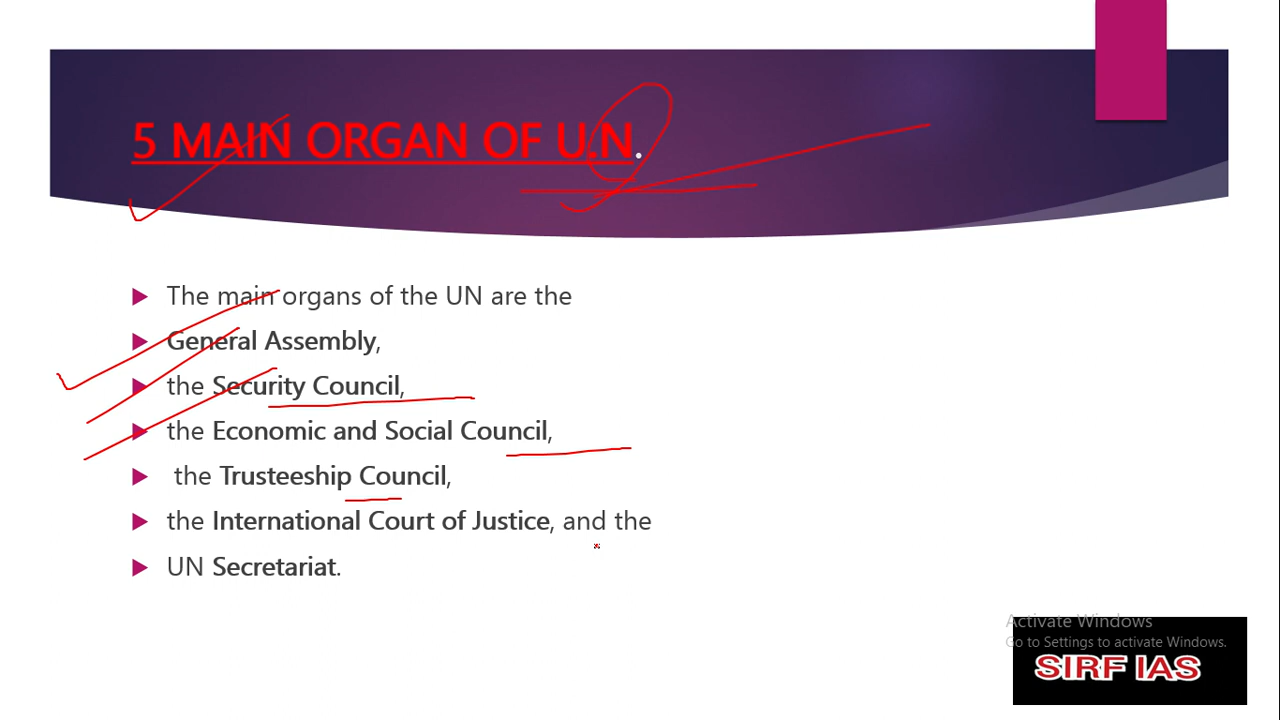 5 MAIN ORGAN OF U.N.
The main organs of the UN are the
General Assembly,
the Security Council,
the Economic and Social Council,
the Trusteeship Council,
the International Court of Justice, and the
UN Secretariat.
Activate Windows
Go to Settings to activate Windows.
SIRF IAS